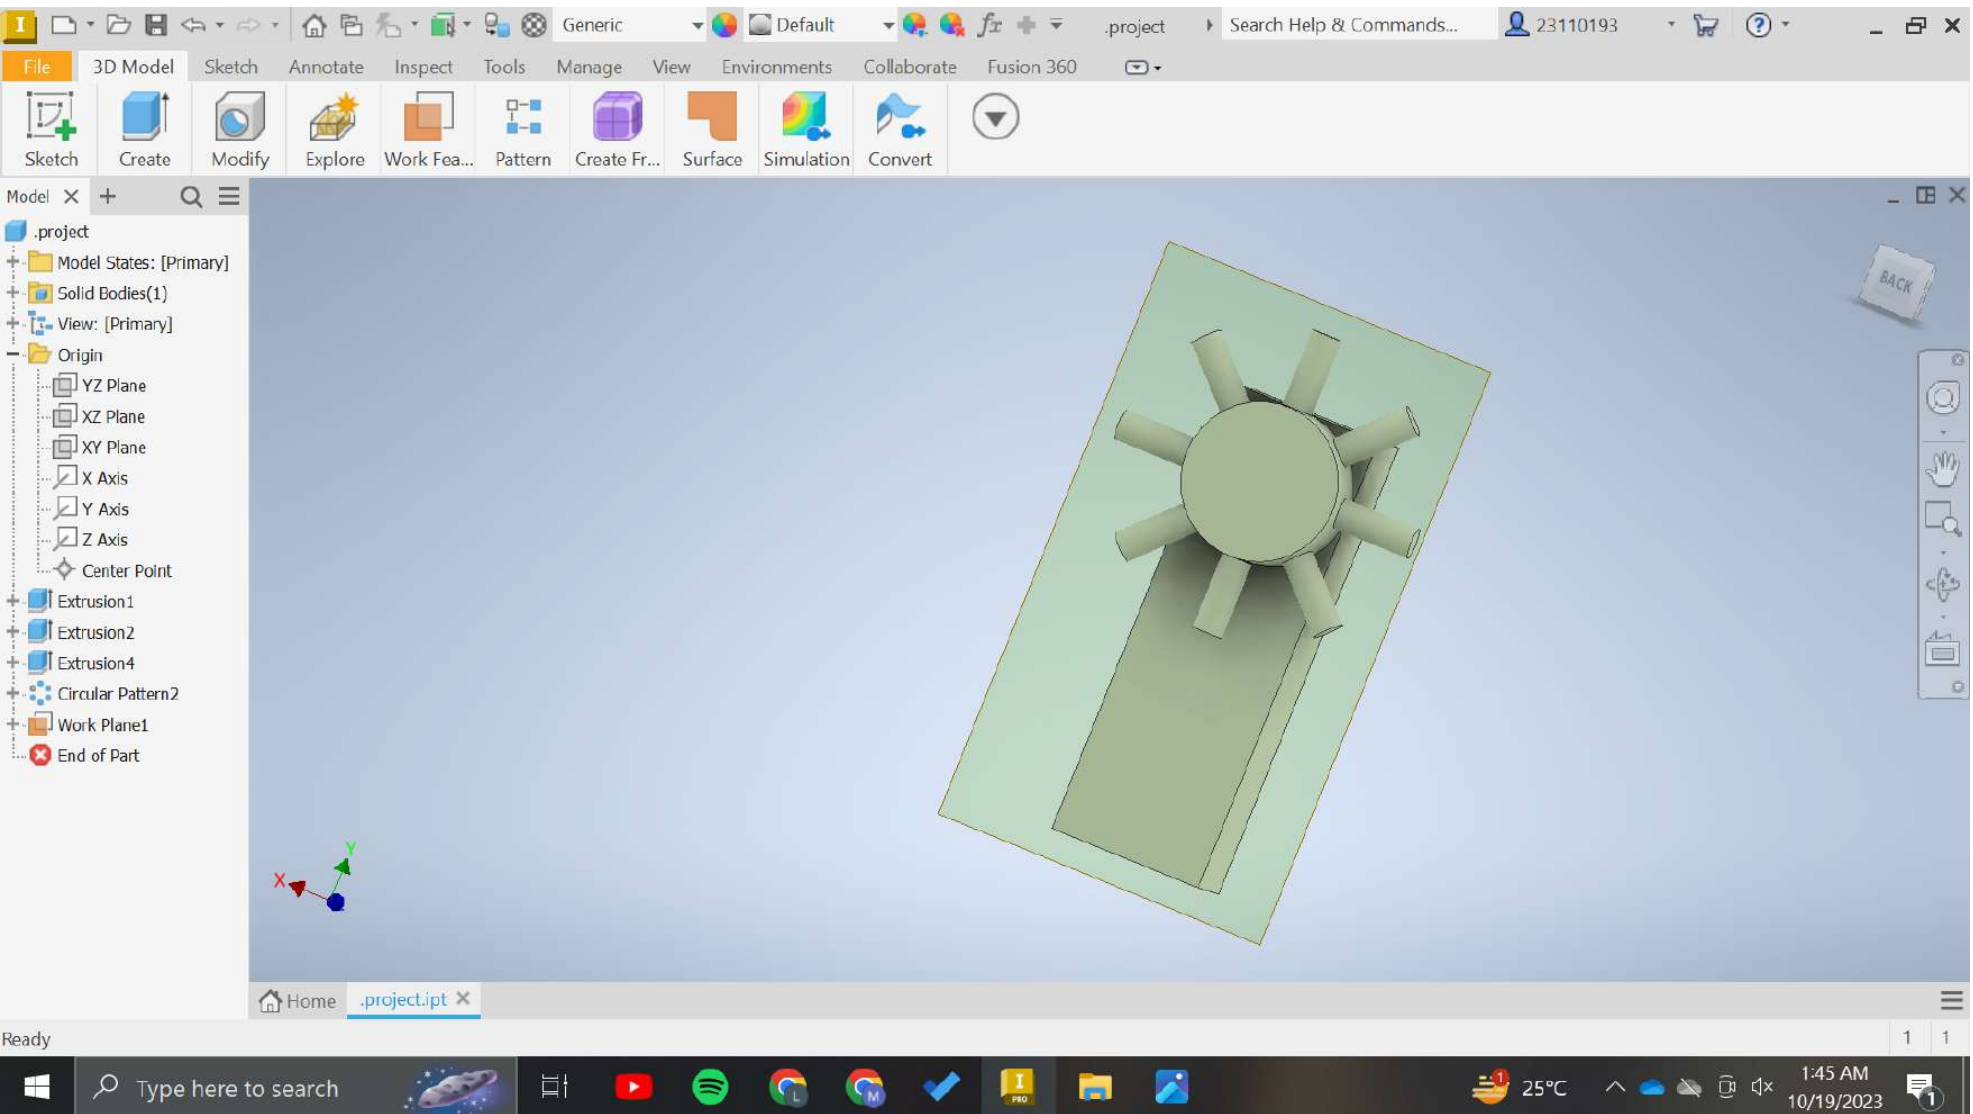 I Generic Default fx .project Search Help & Commands... 23110193 ?
File 3D Model Sketch Annotate Inspect Tools Manage View Environments Collaborate Fusion 360
Sketch Create Modify Explore Work Fea... Pattern Create Fr... Surface Simulation Convert
Model
.project
Model States: [Primary]
Solid Bodies(1)
View: [Primary]
Origin
YZ Plane
XZ Plane
XY Plane
X Axis
Y Axis
Z Axis
Center Point
Extrusion1
Extrusion2
Extrusion4
Circular Pattern2
Work Plane1
End of Part
BACK
Y
X
Home .project.ipt
Ready 1 1
Type here to search L M I PRO 1 25°C 1:45 AM
10/19/2023 1